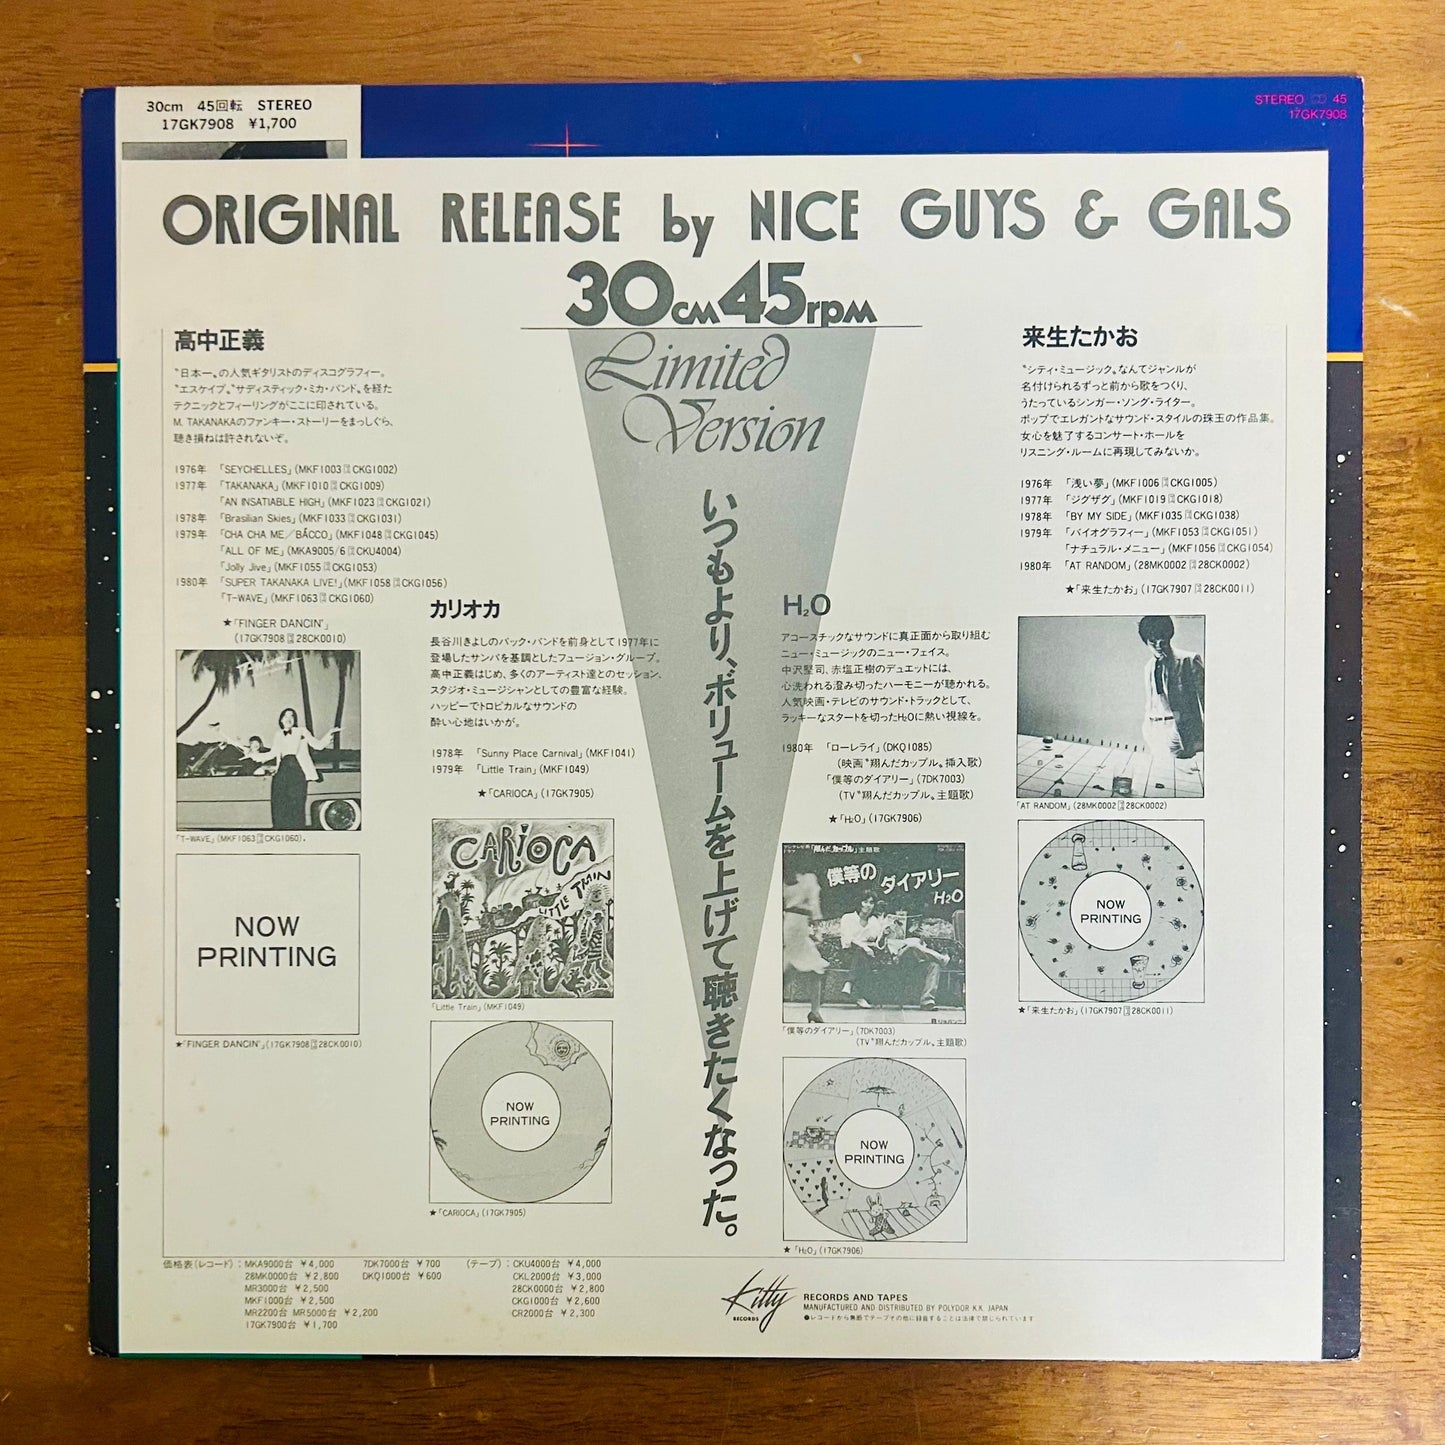 30cm 45回転 STEREO
17GK7908 ¥1,700
STEREO 45
17GK7908
ORIGINAL RELEASE by NICE GUYS & GALS
30cm45rpm
Limited
Version
いつもより、ボリュームを上げて聴きたくなった。
高中正義
〝日本一〟の人気ギタリストのディスコグラフィー。
〝エスケイプ〟〝サディスティック・ミカ・バンド〟を経た
テクニックとフィーリングがここに印されている。
M. TAKANAKAのファンキー・ストーリーをまっしぐら、
聴き損ねは許されないぞ。
1976年 「SEYCHELLES」(MKF1003 CKG1002)
1977年 「TAKANAKA」(MKF1010 CKG1009)
「AN INSATIABLE HIGH」(MKF1023 CKG1021)
1978年 「Brasilian Skies」(MKF1033 CKG1031)
1979年 「CHA CHA ME/BÁCCO」(MKF1048 CKG1045)
「ALL OF ME」(MKA9005/6 CKU4004)
「Jolly Jive」(MKF1055 CKG1053)
1980年 「SUPER TAKANAKA LIVE!」(MKF1058 CKG1056)
「T-WAVE」(MKF1063 CKG1060)
★「FINGER DANCIN'」
(17GK7908 28CK0010)
T-WAVE
「T-WAVE」(MKF1063 CKG1060).
NOW
PRINTING
★「FINGER DANCIN'」(17GK7908 28CK0010)
カリオカ
長谷川きよしのバック・バンドを前身として1977年に
登場したサンバを基調としたフュージョン・グループ。
高中正義はじめ、多くのアーティスト達とのセッション、
スタジオ・ミュージシャンとしての豊富な経験。
ハッピーでトロピカルなサウンドの
酔い心地はいかが。
1978年 「Sunny Place Carnival」(MKF1041)
1979年 「Little Train」(MKF1049)
★「CARIOCA」(17GK7905)
CARIOCA
LITTLE TRAIN
「Little Train」(MKF1049)
NOW
PRINTING
★「CARIOCA」(17GK7905)
H₂O
アコースチックなサウンドに真正面から取り組む
ニュー・ミュージックのニュー・フェイス。
中沢堅司、赤塩正樹のデュエットには、
心洗われる澄み切ったハーモニーが聴かれる。
人気映画・テレビのサウンド・トラックとして、
ラッキーなスタートを切ったH₂Oに熱い視線を。
1980年 「ローレライ」(DKQ1085)
(映画〝翔んだカップル〟挿入歌)
「僕等のダイアリー」(7DK7003)
(TV〝翔んだカップル〟主題歌)
★「H₂O」(17GK7906)
「翔んだカップル」主題歌
僕等の
ダイアリー
H₂O
「僕等のダイアリー」(7DK7003)
(TV〝翔んだカップル〟主題歌)
NOW
PRINTING
★「H₂O」(17GK7906)
来生たかお
〝シティ・ミュージック〟なんてジャンルが
名付けられるずっと前から歌をつくり、
うたっているシンガー・ソング・ライター。
ポップでエレガントなサウンド・スタイルの珠玉の作品集。
女心を魅了するコンサート・ホールを
リスニング・ルームに再現してみないか。
1976年 「浅い夢」(MKF1006 CKG1005)
1977年 「ジグザグ」(MKF1019 CKG1018)
1978年 「BY MY SIDE」(MKF1035 CKG1038)
1979年 「バイオグラフィー」(MKF1053 CKG1051)
「ナチュラル・メニュー」(MKF1056 CKG1054)
1980年 「AT RANDOM」(28MK0002 28CK0002)
★「来生たかお」(17GK7907 28CK0011)
「AT RANDOM」(28MK0002 28CK0002)
NOW
PRINTING
★「来生たかお」(17GK7907 28CK0011)
価格表(レコード):MKA9000台 ¥4,000 7DK7000台 ¥700 (テープ):CKU4000台 ¥4,000
28MK0000台 ¥2,800 DKQ1000台 ¥600 CKL2000台 ¥3,000
MR3000台 ¥2,500 28CK0000台 ¥2,800
MKF1000台 ¥2,500 CKG1000台 ¥2,600
MR2200台 MR5000台 ¥2,200 CR2000台 ¥2,300
17GK7900台 ¥1,700
Kitty
RECORDS
RECORDS AND TAPES
MANUFACTURED AND DISTRIBUTED BY POLYDOR K.K. JAPAN
●レコードから無断でテープその他に録音することは法律で禁じられています